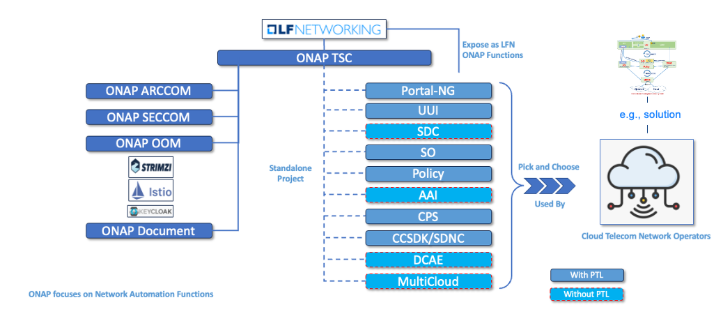 LFNETWORKING
ONAP TSC
Expose as LFN
ONAP Functions
ONAP ARCCOM
ONAP SECCOM
ONAP OOM
STRIMZI
Istio
KEYCLOAK
ONAP Document
Standalone
Project
Portal-NG
UUI
SDC
SO
Policy
AAI
CPS
CCSDK/SDNC
DCAE
MultiCloud
Pick and Choose
Used By
e.g., solution
Cloud Telecom Network Operators
With PTL
Without PTL
ONAP focuses on Network Automation Functions